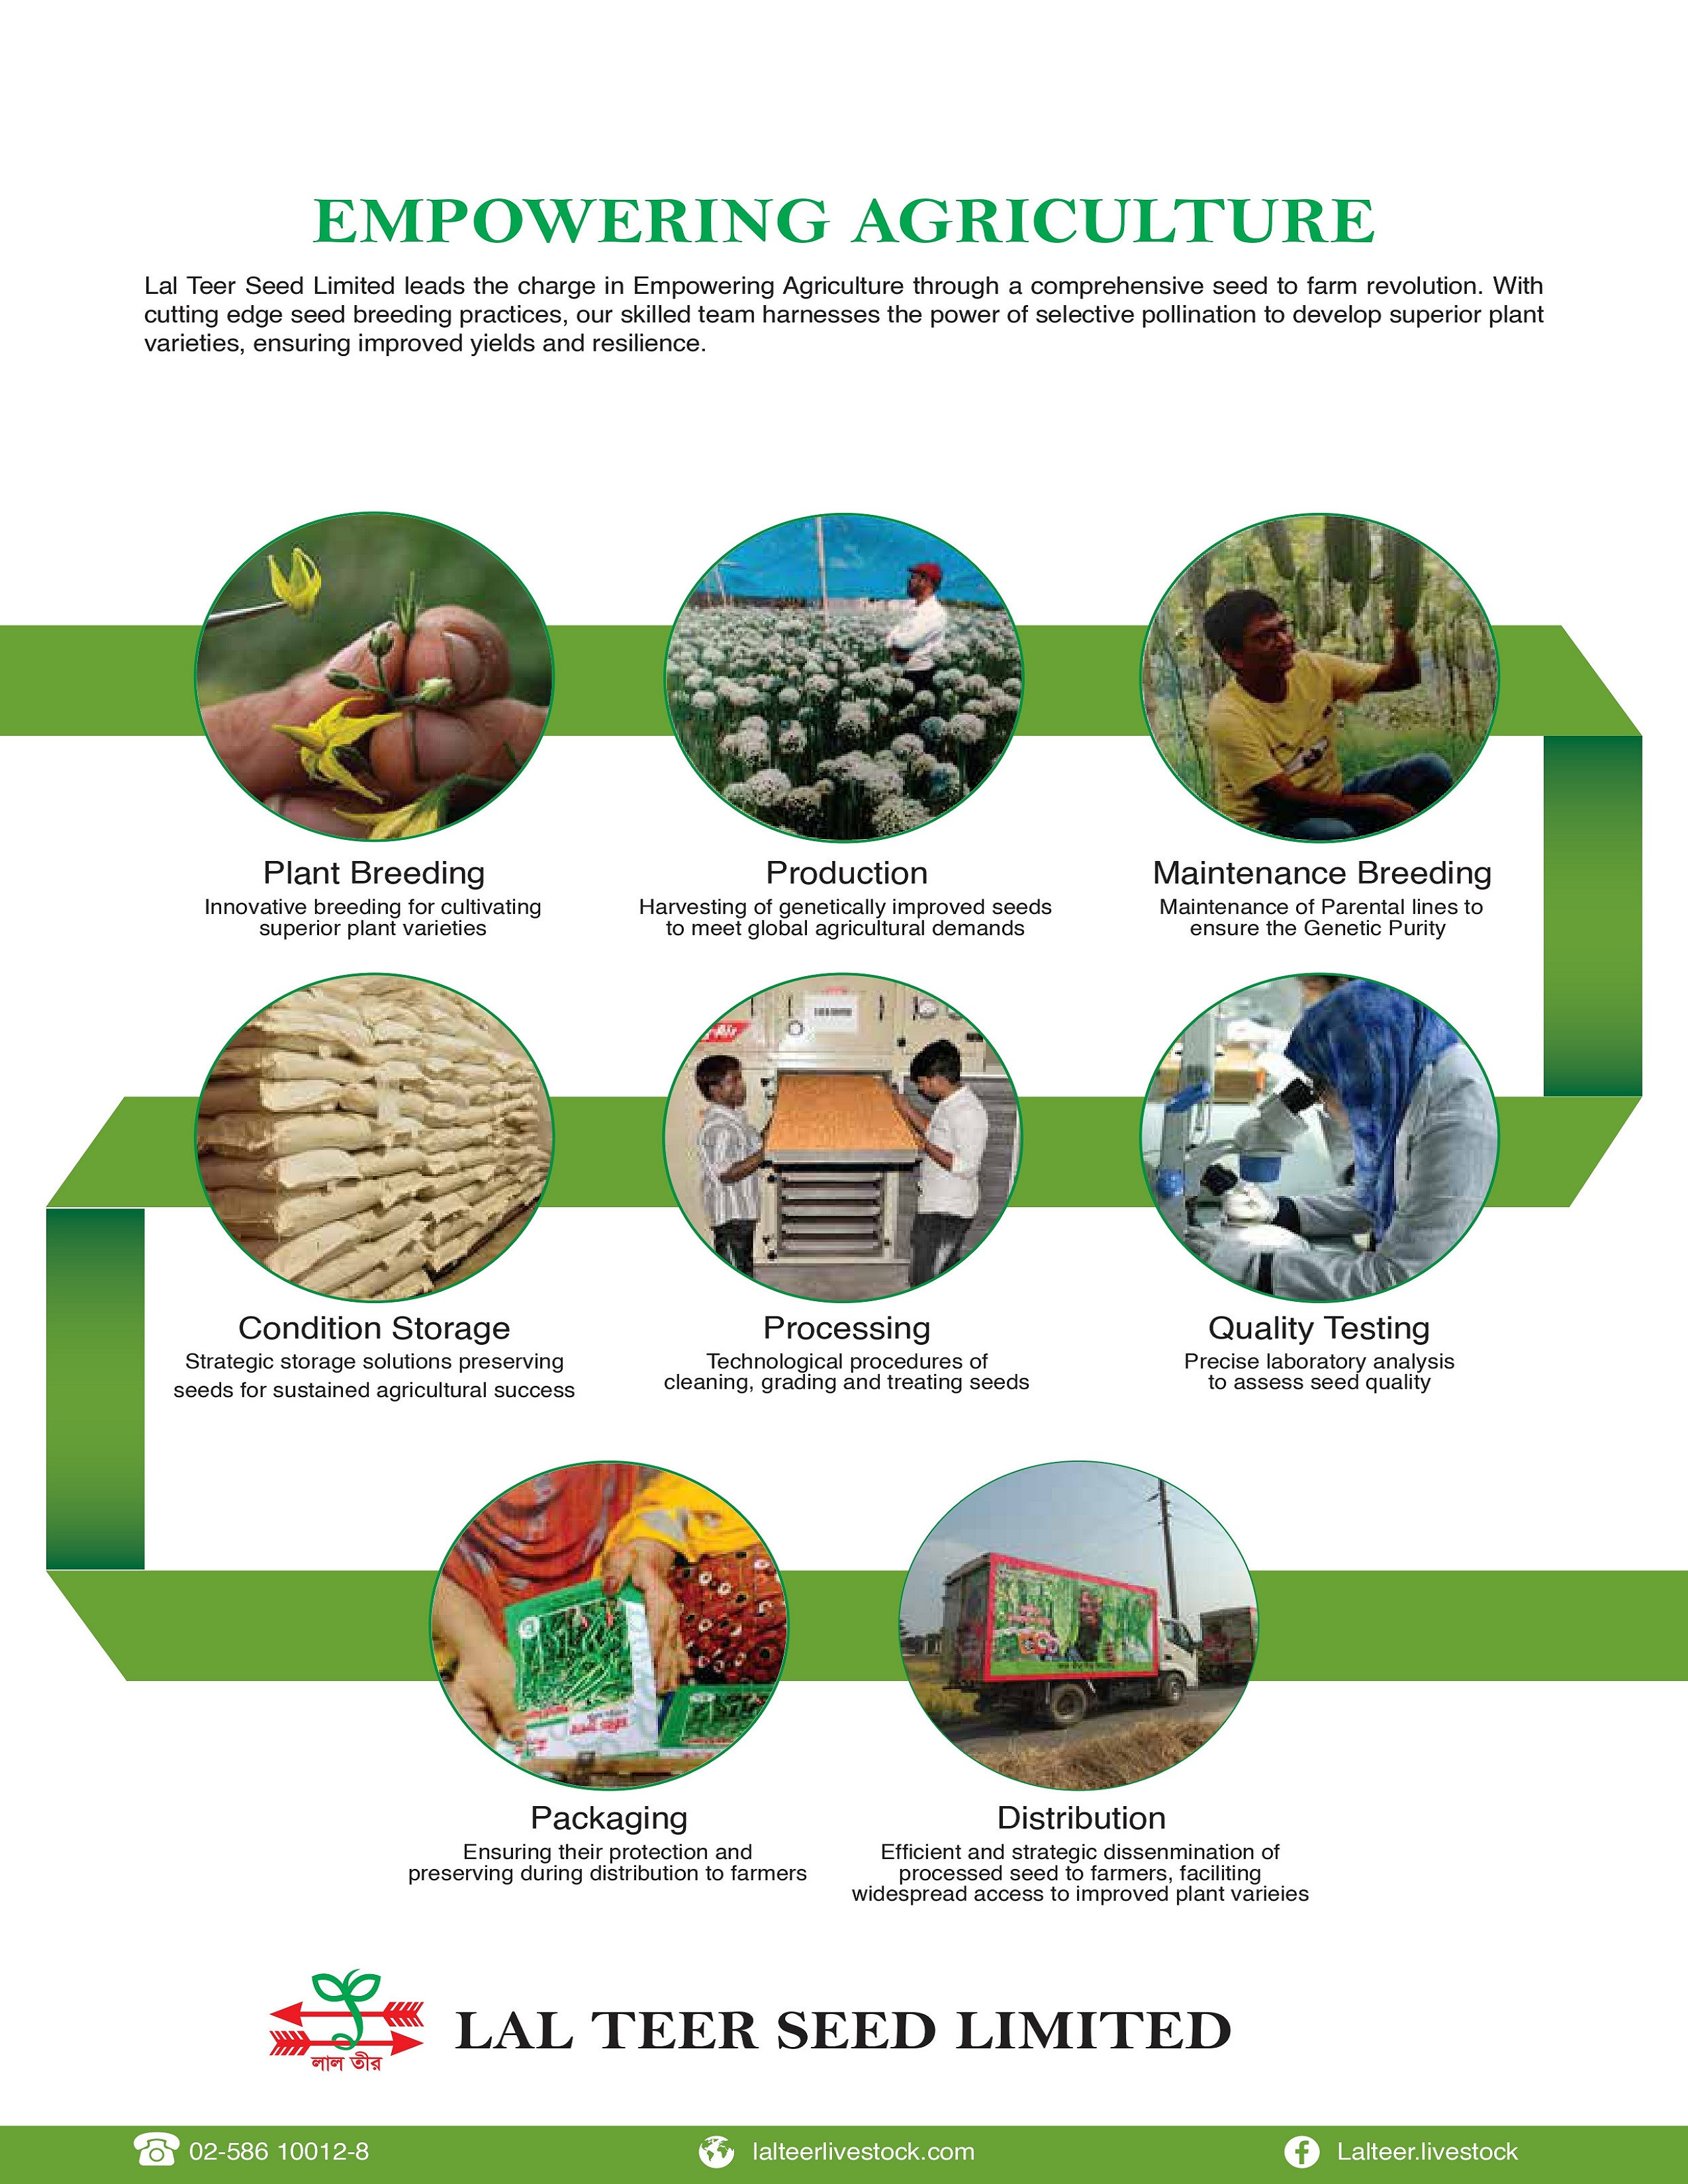 EMPOWERING AGRICULTURE
Lal Teer Seed Limited leads the charge in Empowering Agriculture through a comprehensive seed to farm revolution. With
cutting edge seed breeding practices, our skilled team harnesses the power of selective pollination to develop superior plant
varieties, ensuring improved yields and resilience.
Plant Breeding
Innovative breeding for cultivating
superior plant varieties
Production
Harvesting of genetically improved seeds
to meet global agricultural demands
Maintenance Breeding
Maintenance of Parental lines to
ensure the Genetic Purity
Condition Storage
Strategic storage solutions preserving
seeds for sustained agricultural success
Processing
Technological procedures of
cleaning, grading and treating seeds
Quality Testing
Precise laboratory analysis
to assess seed quality
Packaging
Ensuring their protection and
preserving during distribution to farmers
Distribution
Efficient and strategic dissenmination of
processed seed to farmers, faciliting
widespread access to improved plant varieies
লাল তীর
LAL TEER SEED LIMITED
02-586 10012-8
lalteerlivestock.com
Lalteer.livestock